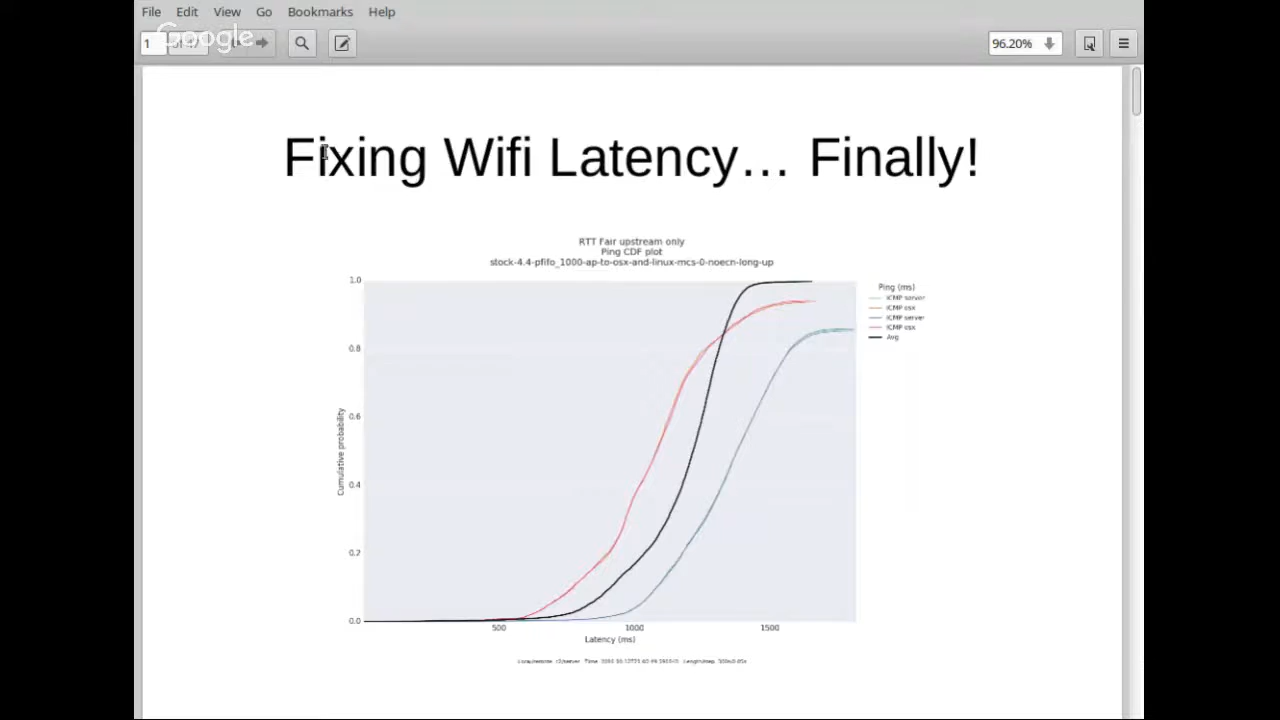 File Edit View Go Bookmarks Help
Google
1
96.20%
Fixing Wifi Latency… Finally!
RTT Fair upstream only
Ping CDF plot
stock-4.4-pfifo_1000-ap-to-osx-and-linux-mcs-0-noecn-long-up
1.0
Ping (ms)
ICMP server
ICMP osx
ICMP server
ICMP osx
Avg
0.8
0.6
Cumulative probability
0.4
0.2
0.0
500 1000 1500
Latency (ms)